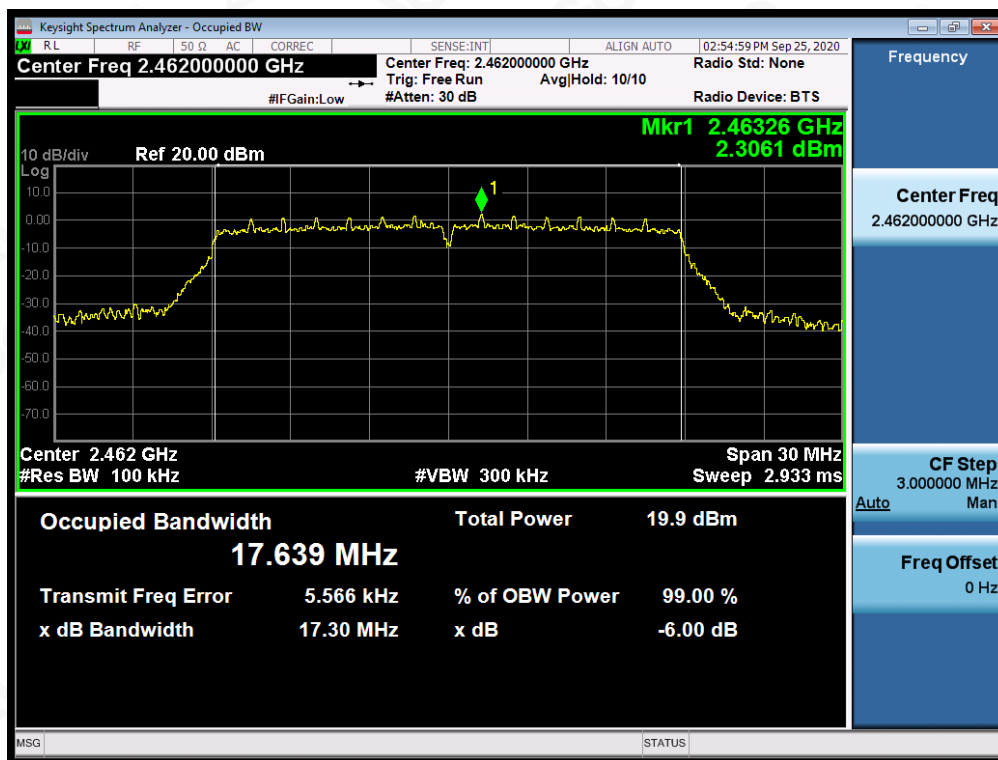 Keysight Spectrum Analyzer - Occupied BW
LXI RL RF 50 Ω AC CORREC SENSE:INT ALIGN AUTO 02:54:59 PM Sep 25, 2020
Center Freq 2.462000000 GHz
#IFGain:Low
Center Freq: 2.462000000 GHz
Trig: Free Run Avg|Hold: 10/10
#Atten: 30 dB
Radio Std: None
Radio Device: BTS
Mkr1 2.46326 GHz
2.3061 dBm
10 dB/div Ref 20.00 dBm
Log
10.0
0.00
-10.0
-20.0
-30.0
-40.0
-50.0
-60.0
-70.0
1
Center 2.462 GHz Span 30 MHz
#Res BW 100 kHz #VBW 300 kHz Sweep 2.933 ms
Occupied Bandwidth Total Power 19.9 dBm
17.639 MHz
Transmit Freq Error 5.566 kHz % of OBW Power 99.00 %
x dB Bandwidth 17.30 MHz x dB -6.00 dB
MSG STATUS
Frequency
Center Freq
2.462000000 GHz
CF Step
3.000000 MHz
Auto Man
Freq Offset
0 Hz